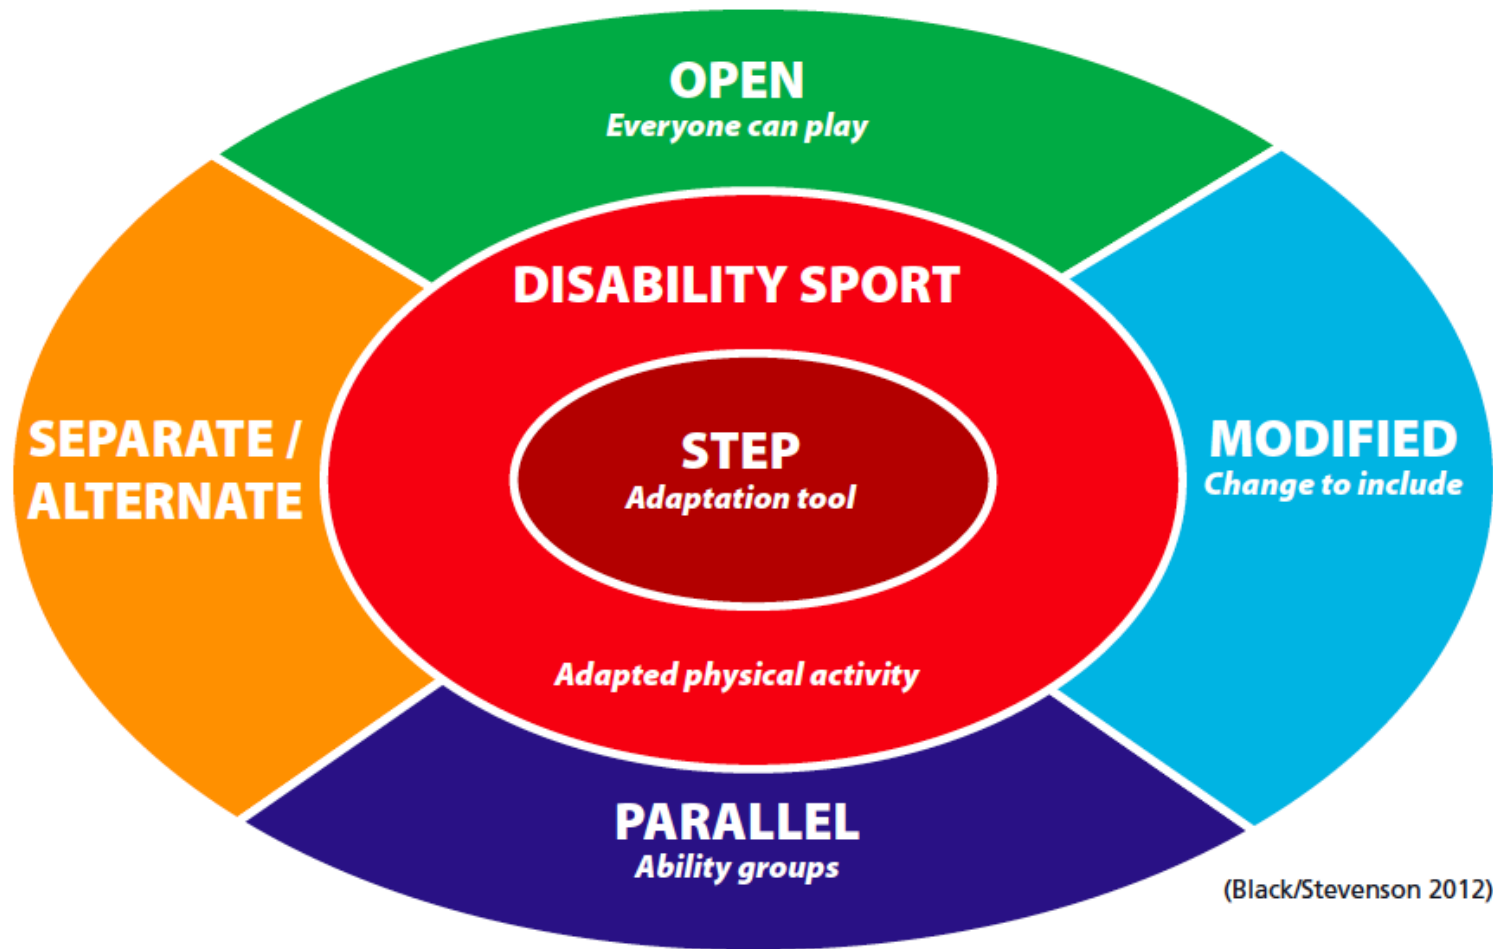 OPEN
Everyone can play
DISABILITY SPORT
SEPARATE /
ALTERNATE
STEP
Adaptation tool
MODIFIED
Change to include
Adapted physical activity
PARALLEL
Ability groups
(Black/Stevenson 2012)